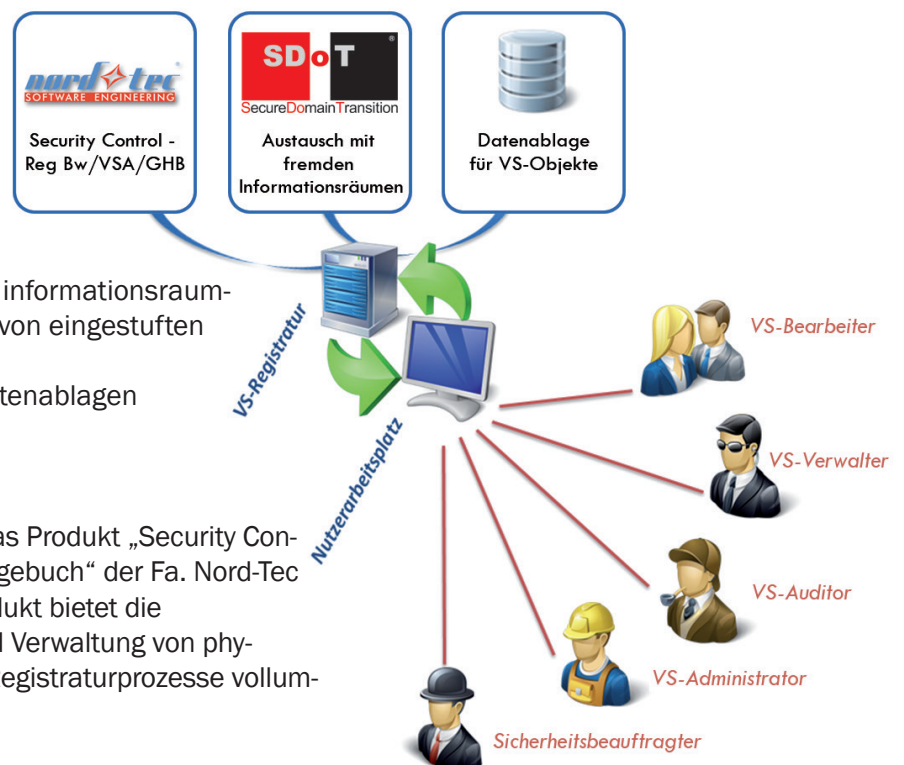 nord tec
SOFTWARE ENGINEERING
Security Control -
Reg Bw/VSA/GHB
SDoT
®
SecureDomainTransition
Austausch mit
fremden
Informationsräumen
Datenablage
für VS-Objekte
informationsraum-
von eingestuften
tenablagen
as Produkt „Security Con-
gebuch“ der Fa. Nord-Tec
dukt bietet die
d Verwaltung von phy-
Registraturprozesse vollum-
VS-Registratur
Nutzerarbeitsplatz
VS-Bearbeiter
VS-Verwalter
VS-Auditor
VS-Administrator
Sicherheitsbeauftragter